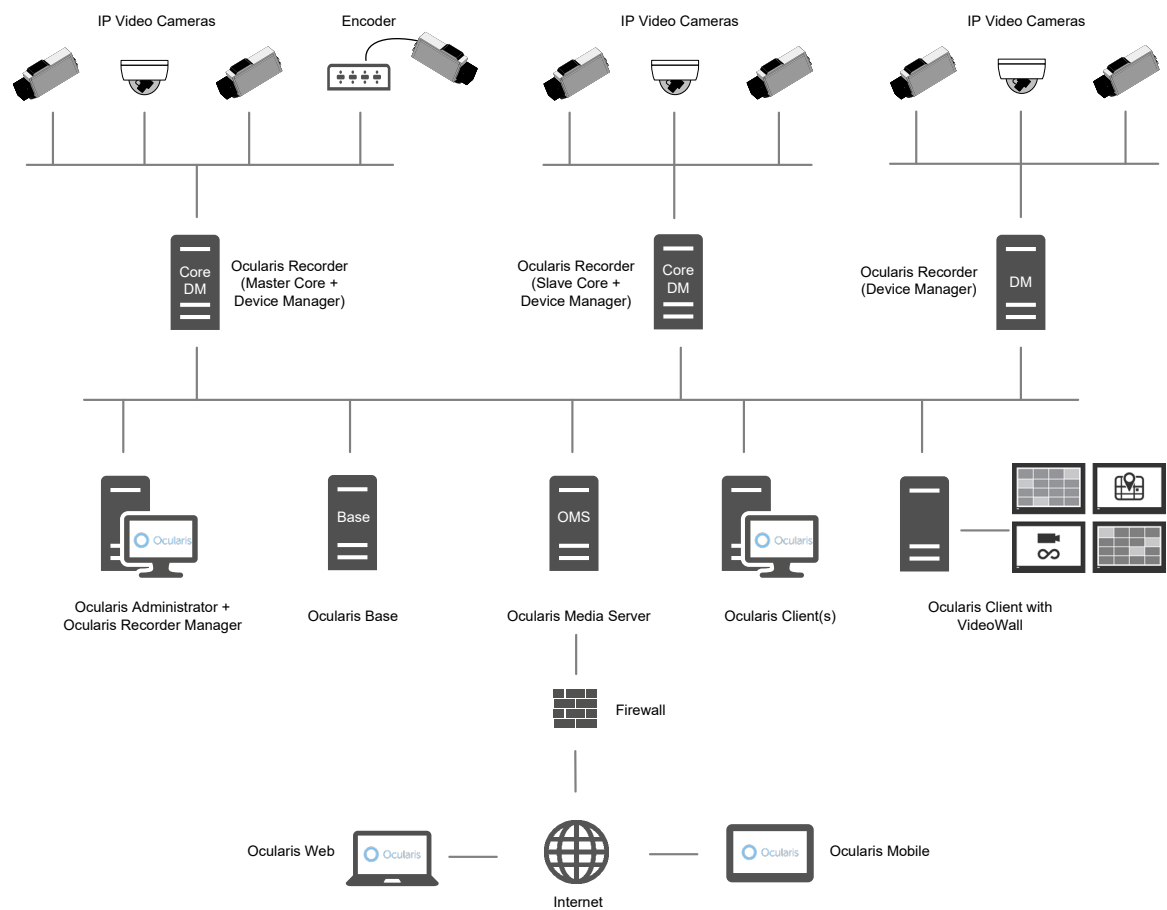 IP Video Cameras
Encoder
IP Video Cameras
IP Video Cameras
Core
DM
Ocularis Recorder
(Master Core +
Device Manager)
Ocularis Recorder
(Slave Core +
Device Manager)
Core
DM
Ocularis Recorder
(Device Manager)
DM
Ocularis
Base
OMS
Ocularis
Ocularis Administrator +
Ocularis Recorder Manager
Ocularis Base
Ocularis Media Server
Ocularis Client(s)
Ocularis Client with
VideoWall
Firewall
Ocularis Web
Ocularis
Ocularis
Ocularis Mobile
Internet